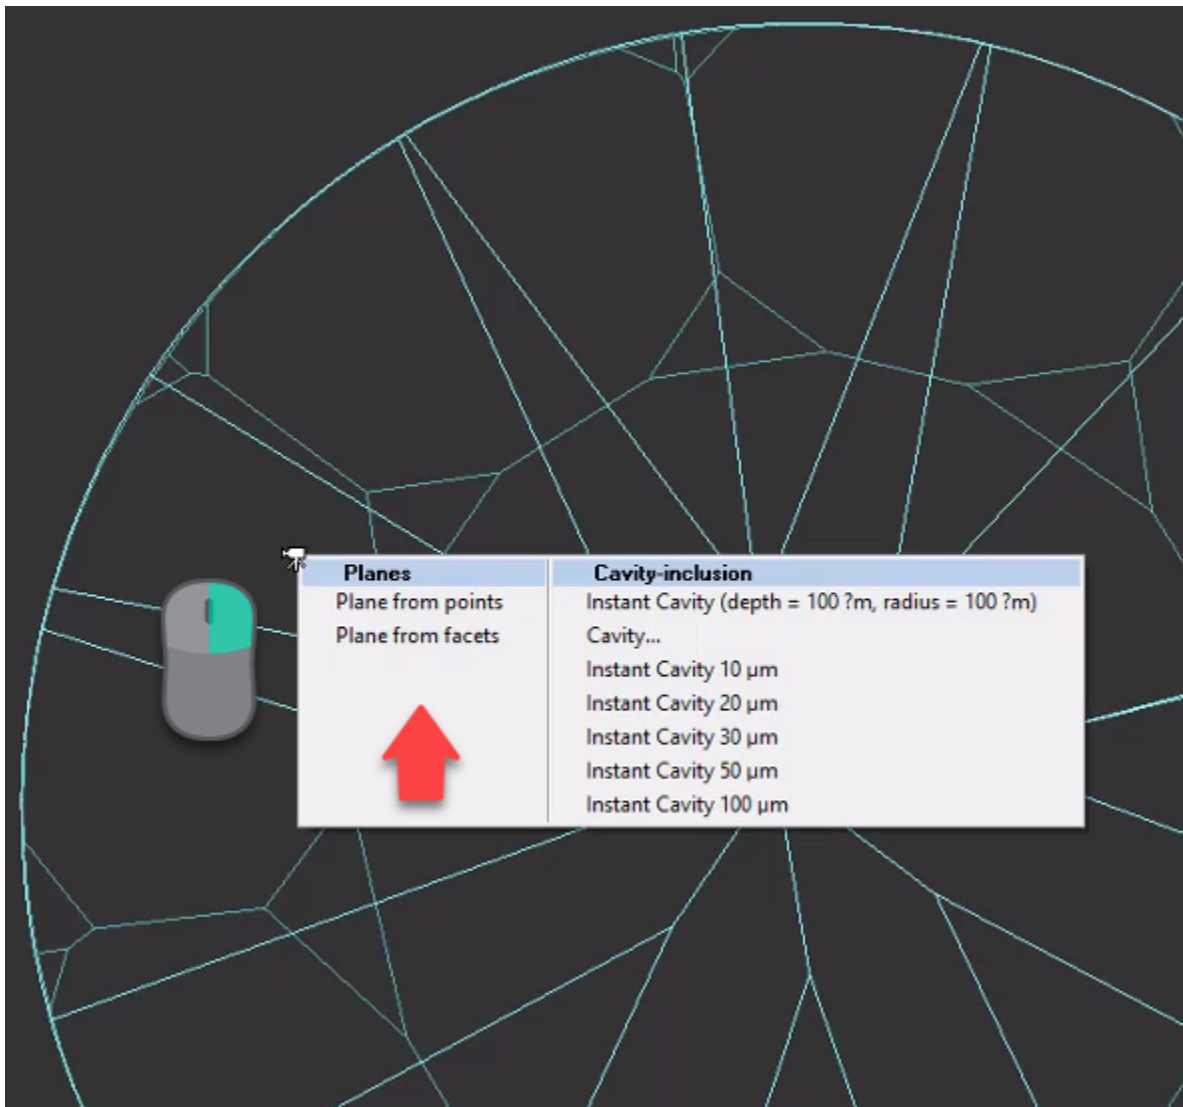 Planes
Plane from points
Plane from facets
Cavity-inclusion
Instant Cavity (depth = 100 ?m, radius = 100 ?m)
Cavity...
Instant Cavity 10 µm
Instant Cavity 20 µm
Instant Cavity 30 µm
Instant Cavity 50 µm
Instant Cavity 100 µm